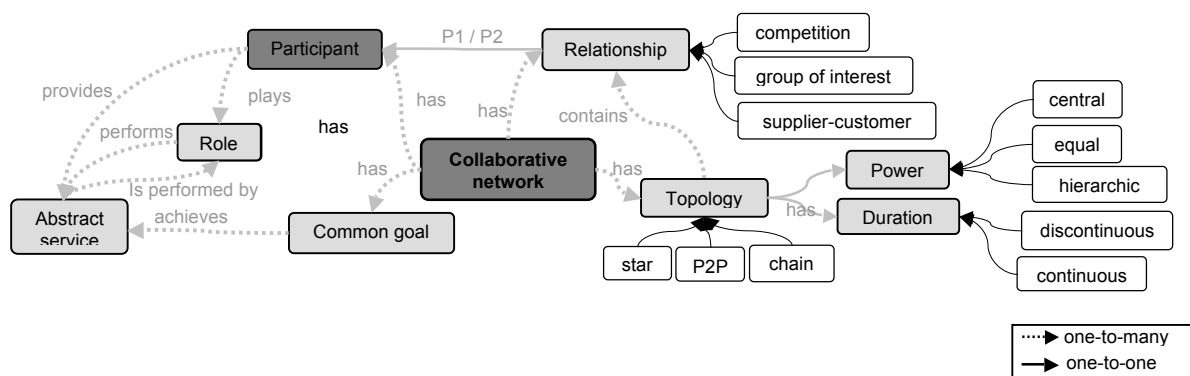 competition
P1 / P2
Participant
Relationship
group of interest
provides
plays
has
has
central
contains
supplier-customer
performs
has
Role
equal
Collaborative
network
has
has
Power
Is performed by
hierarchic
Topology
Abstract
service
achieves
Common goal
has
Duration
discontinuous
star
P2P
chain
continuous
one-to-many
one-to-one